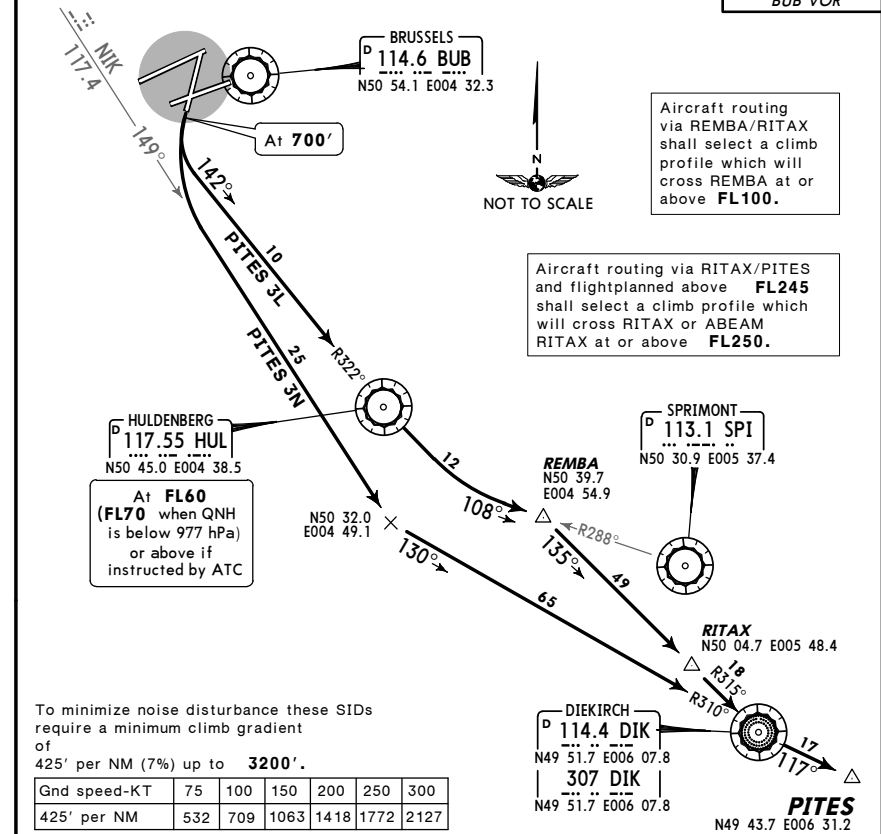 BUB VOR
NIK
117.4
149°
BRUSSELS
D 114.6 BUB
N50 54.1 E004 32.3
At 700'
N
NOT TO SCALE
Aircraft routing
via REMBA/RITAX
shall select a climb
profile which will
cross REMBA at or
above FL100.
142°
10
PITES 3L
R322°
Aircraft routing via RITAX/PITES
and flightplanned above FL245
shall select a climb profile which
will cross RITAX or ABEAM
RITAX at or above FL250.
25
PITES 3N
HULDENBERG
D 117.55 HUL
N50 45.0 E004 38.5
At FL60
(FL70 when QNH
is below 977 hPa)
or above if
instructed by ATC
12
108°
REMBA
N50 39.7
E004 54.9
SPRIMONT
D 113.1 SPI
N50 30.9 E005 37.4
R288°
N50 32.0
E004 49.1
130°
65
135°
49
RITAX
N50 04.7 E005 48.4
18
R315°
R310°
DIEKIRCH
D 114.4 DIK
N49 51.7 E006 07.8
307 DIK
N49 51.7 E006 07.8
17
117°
PITES
N49 43.7 E006 31.2
To minimize noise disturbance these SIDs
require a minimum climb gradient
of
425' per NM (7%) up to 3200'.
Gnd speed-KT 75 100 150 200 250 300
425' per NM 532 709 1063 1418 1772 2127